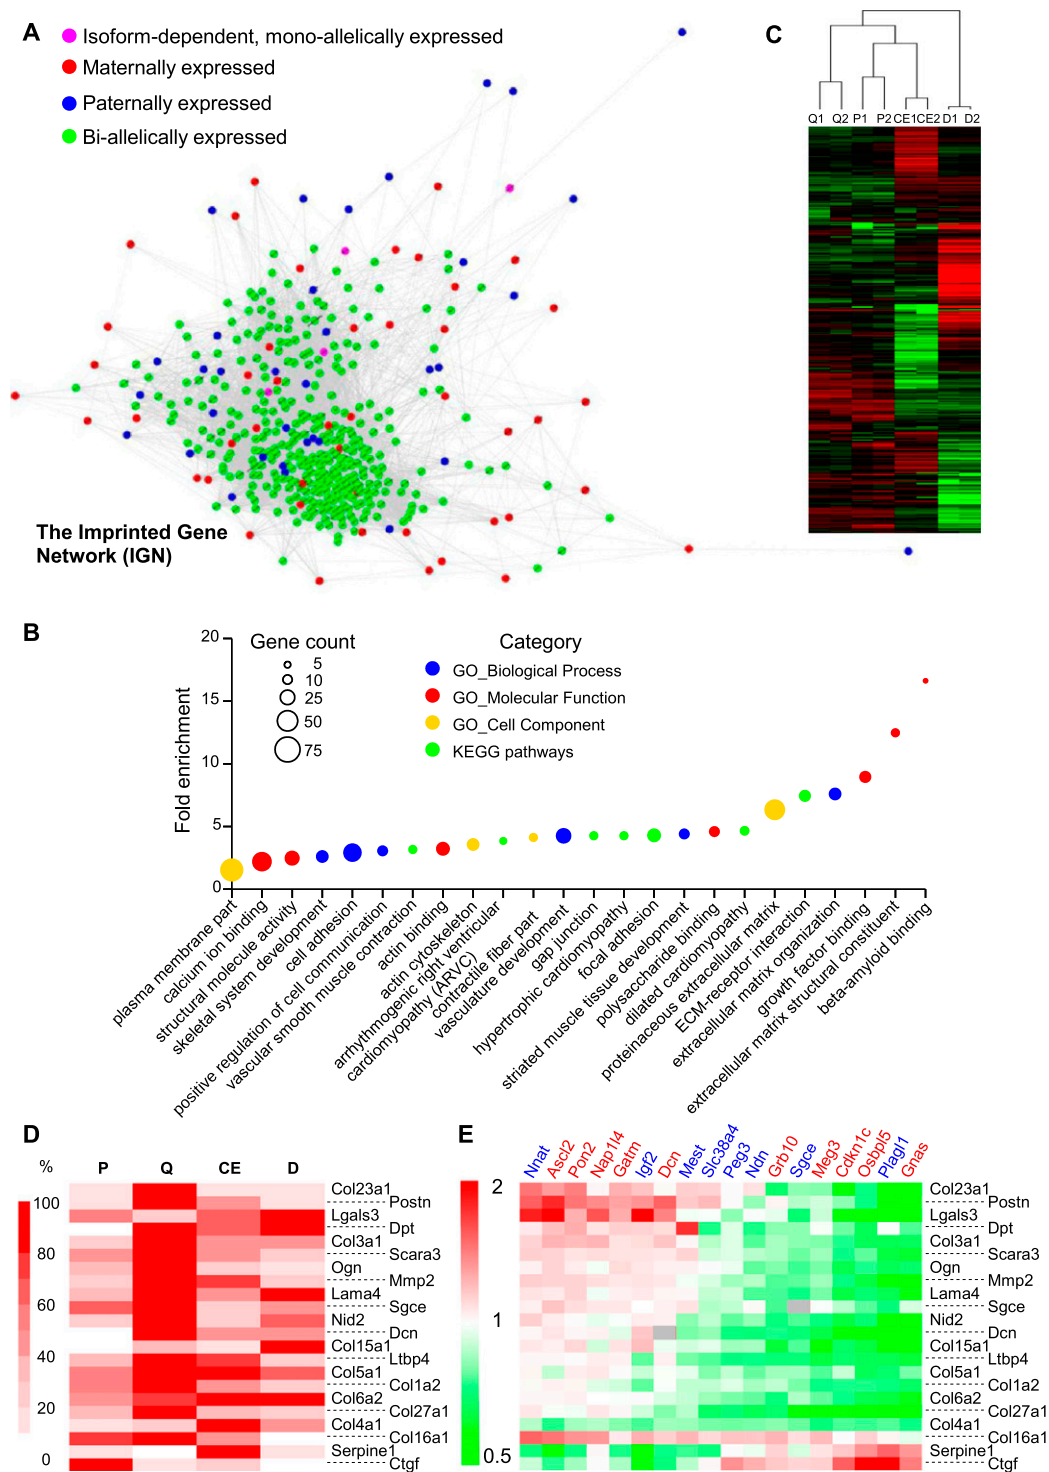 A
Isoform-dependent, mono-allelically expressed
Maternally expressed
Paternally expressed
Bi-allelically expressed
The Imprinted Gene
Network (IGN)
C
Q1 Q2 P1 P2 CE1 CE2 D1 D2
B
Fold enrichment
20
15
10
5
0
Gene count
5
10
25
50
75
Category
GO_Biological Process
GO_Molecular Function
GO_Cell Component
KEGG pathways
plasma membrane part
calcium ion binding
structural molecule activity
skeletal system development
cell adhesion
positive regulation of cell communication
vascular smooth muscle contraction
actin binding
actin cytoskeleton
arrhythmogenic right ventricular
cardiomyopathy (ARVC)
contractile fiber part
vasculature development
gap junction
hypertrophic cardiomyopathy
focal adhesion
striated muscle tissue development
polysaccharide binding
dilated cardiomyopathy
proteinaceous extracellular matrix
ECM-receptor interaction
extracellular matrix organization
growth factor binding
extracellular matrix structural constituent
beta-amyloid binding
D
%
100
80
60
40
20
0
P Q CE D
Col23a1
Postn
Lgals3
Dpt
Col3a1
Scara3
Ogn
Mmp2
Lama4
Sgce
Nid2
Dcn
Col15a1
Ltbp4
Col5a1
Col1a2
Col6a2
Col27a1
Col4a1
Col16a1
Serpine1
Ctgf
E
2
1
0.5
Nnat
Ascl2
Pon2
Nap1l4
Gatm
Igf2
Dcn
Mest
Slc38a4
Peg3
Ndn
Grb10
Sgce
Meg3
Cdkn1c
Osbpl5
Plagl1
Gnas
Col23a1
Postn
Lgals3
Dpt
Col3a1
Scara3
Ogn
Mmp2
Lama4
Sgce
Nid2
Dcn
Col15a1
Ltbp4
Col5a1
Col1a2
Col6a2
Col27a1
Col4a1
Col16a1
Serpine1
Ctgf